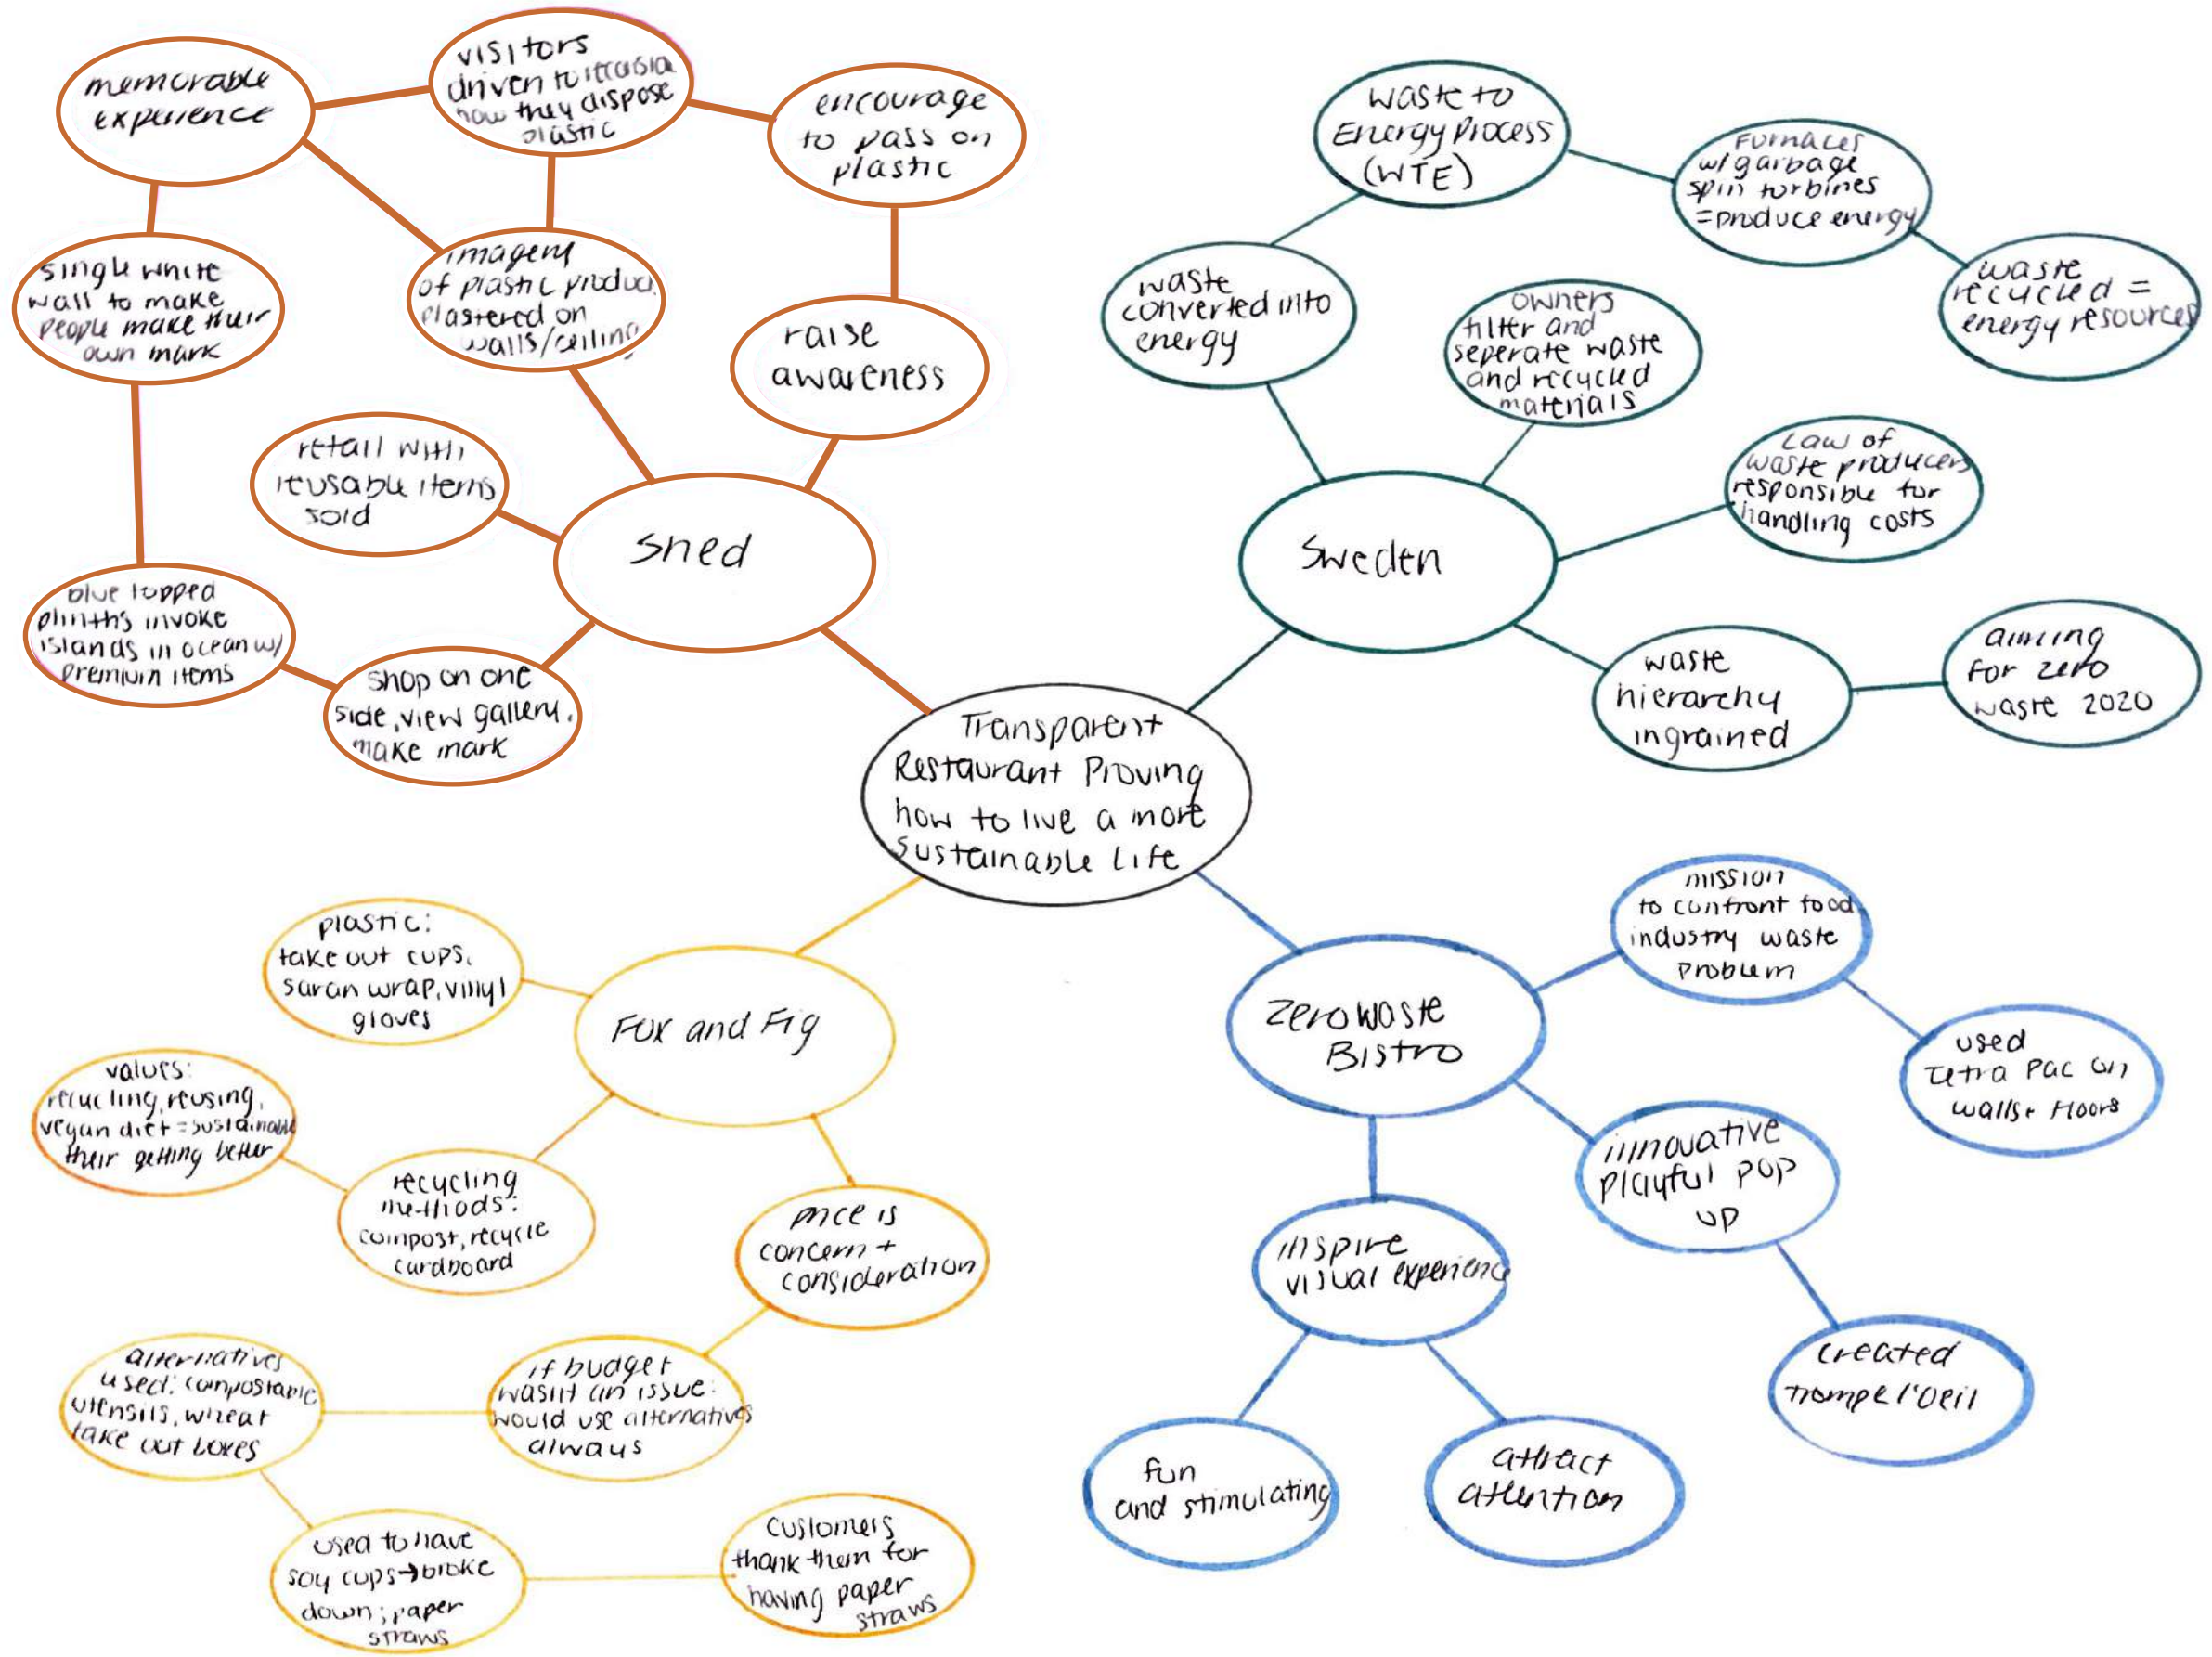 memorable
experience
visitors
driven to
how they dispose
plastic
encourage
to pass on
plastic
single white
wall to make
people make their
own mark
imagery
of plastic produc
plastered on
walls/ceiling
raise
awareness
retail with
reusable items
sold
Shed
blue topped
plinths invoke
islands in ocean w/
premium items
shop on one
side, view gallery,
make mark
waste to
Energy Process
(WTE)
Furnaces
w/garbage
spin turbines
=produce energy
waste
recycled =
energy resources
waste
converted into
energy
owners
filter and
seperate waste
and recycled
materials
Law of
waste producers
responsible for
handling costs
Sweden
waste
hierarchy
ingrained
aiming
for zero
waste 2020
Transparent
Restaurant Proving
how to live a more
Sustainable Life
plastic:
take out cups,
saran wrap, vinyl
gloves
Fox and Fig
values:
recycling, reusing,
vegan diet = sustainable
their getting better
recycling
methods:
compost, recycle
cardboard
price is
concern +
consideration
if budget
wasnt an issue:
would use alternatives
always
alternatives
used: compostable
utensils, wheat
take out boxes
used to have
soy cups→broke
down; paper
straws
customers
thank them for
having paper
straws
Zero Waste
Bistro
mission
to confront food
industry waste
problem
used
Tetra Pac on
walls+ floors
innovative
playful pop
up
created
trompe l'oeil
inspire
visual experience
fun
and stimulating
attract
attention